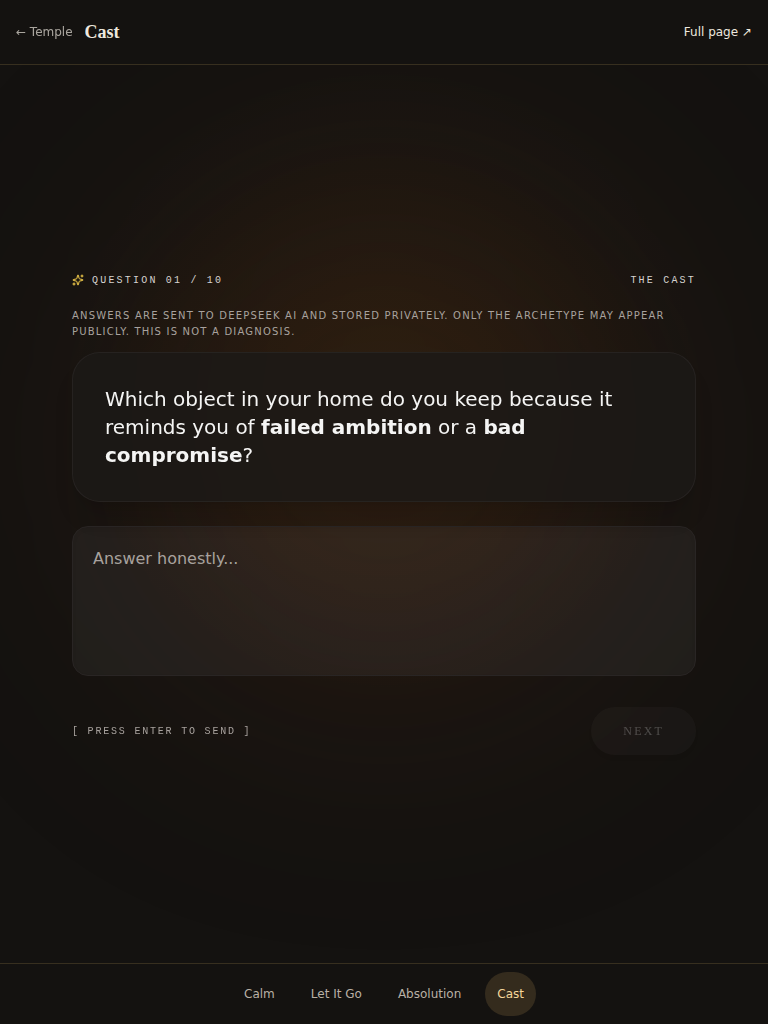 ← Temple Cast Full page ↗
QUESTION 01 / 10 THE CAST
ANSWERS ARE SENT TO DEEPSEEK AI AND STORED PRIVATELY. ONLY THE ARCHETYPE MAY APPEAR
PUBLICLY. THIS IS NOT A DIAGNOSIS.
Which object in your home do you keep because it
reminds you of failed ambition or a bad
compromise?
Answer honestly...
[ PRESS ENTER TO SEND ] NEXT
Calm Let It Go Absolution Cast